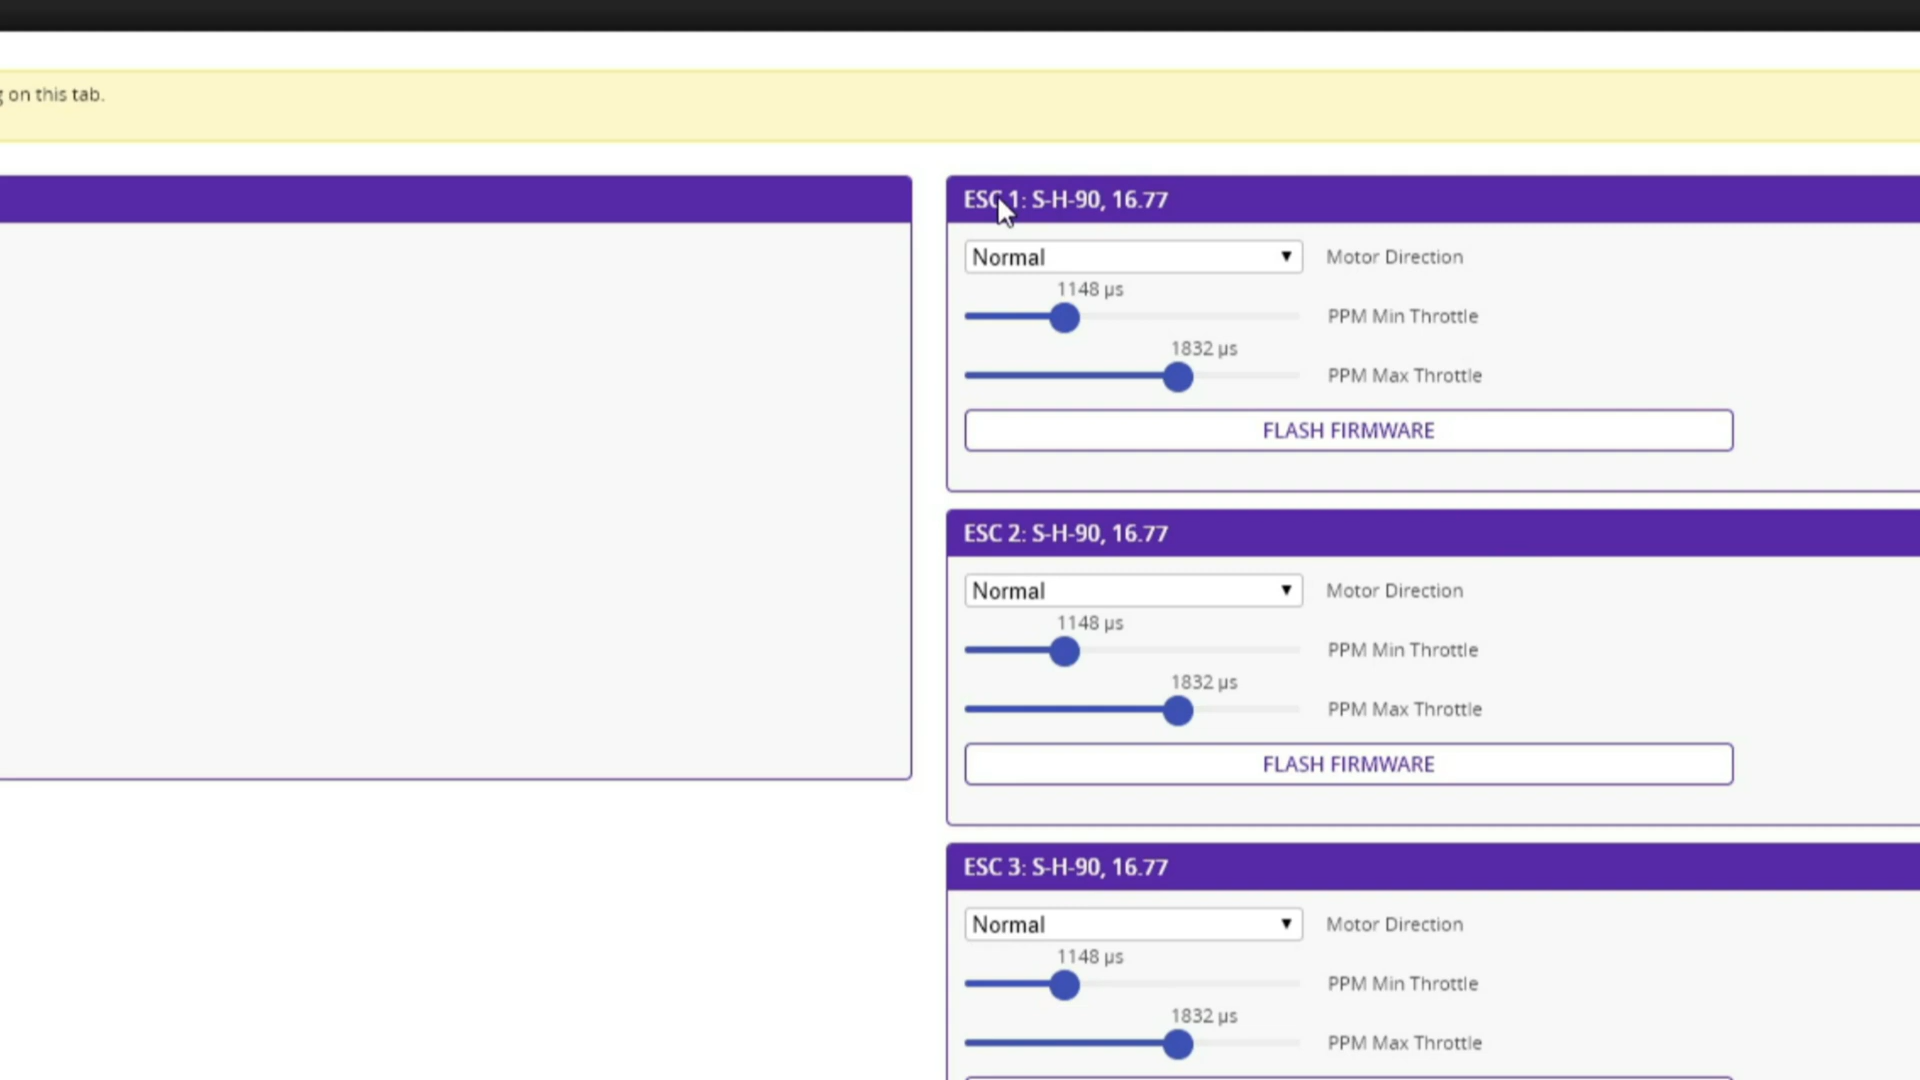 on this tab.
ESC 1: S-H-90, 16.77
Normal
Motor Direction
1148 µs
PPM Min Throttle
1832 µs
PPM Max Throttle
FLASH FIRMWARE
ESC 2: S-H-90, 16.77
Normal
Motor Direction
1148 µs
PPM Min Throttle
1832 µs
PPM Max Throttle
FLASH FIRMWARE
ESC 3: S-H-90, 16.77
Normal
Motor Direction
1148 µs
PPM Min Throttle
1832 µs
PPM Max Throttle